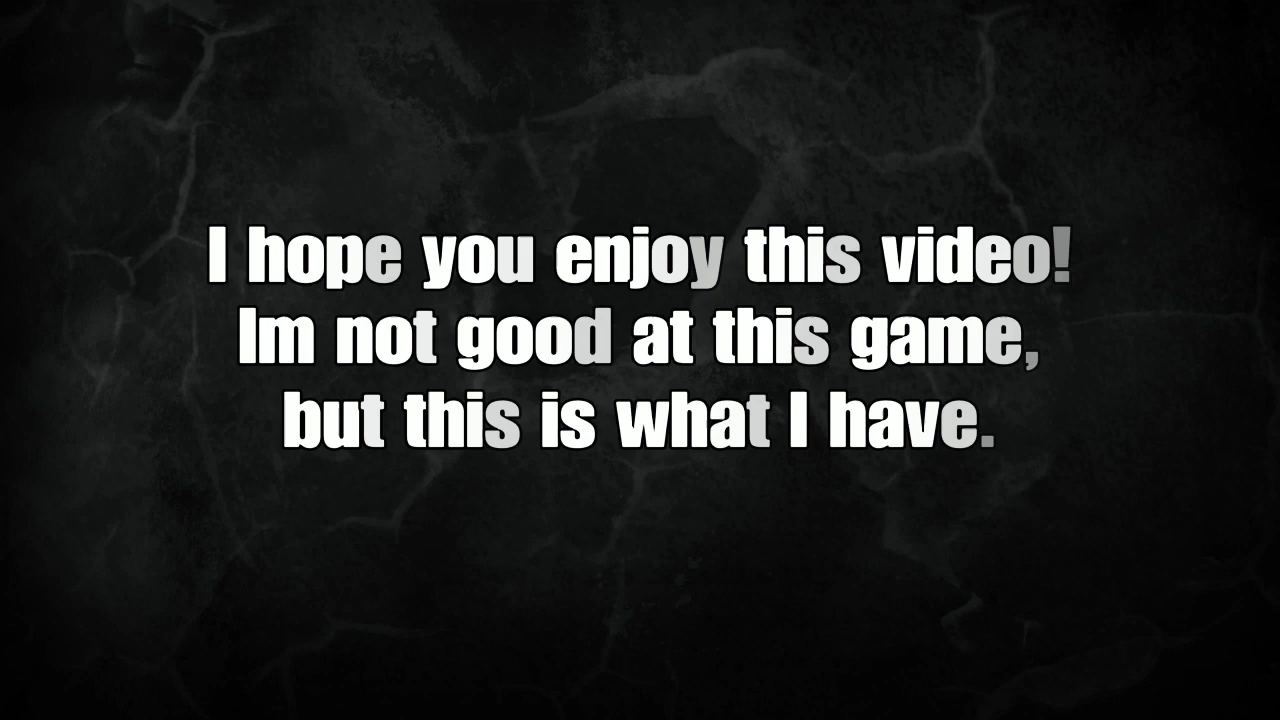 I hope you enjoy this video!
Im not good at this game,
but this is what I have.